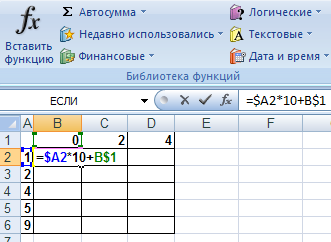 fx
Вставить функцию
Σ Автосумма
Недавно использовались
Финансовые
Логические
Текстовые
Дата и время
Библиотека функций
ЕСЛИ fx =$A2*10+B$1
A B C D E F
1 0 2 4
2 1 =$A2*10+B$1
3 2
4 4
5 5
6 9